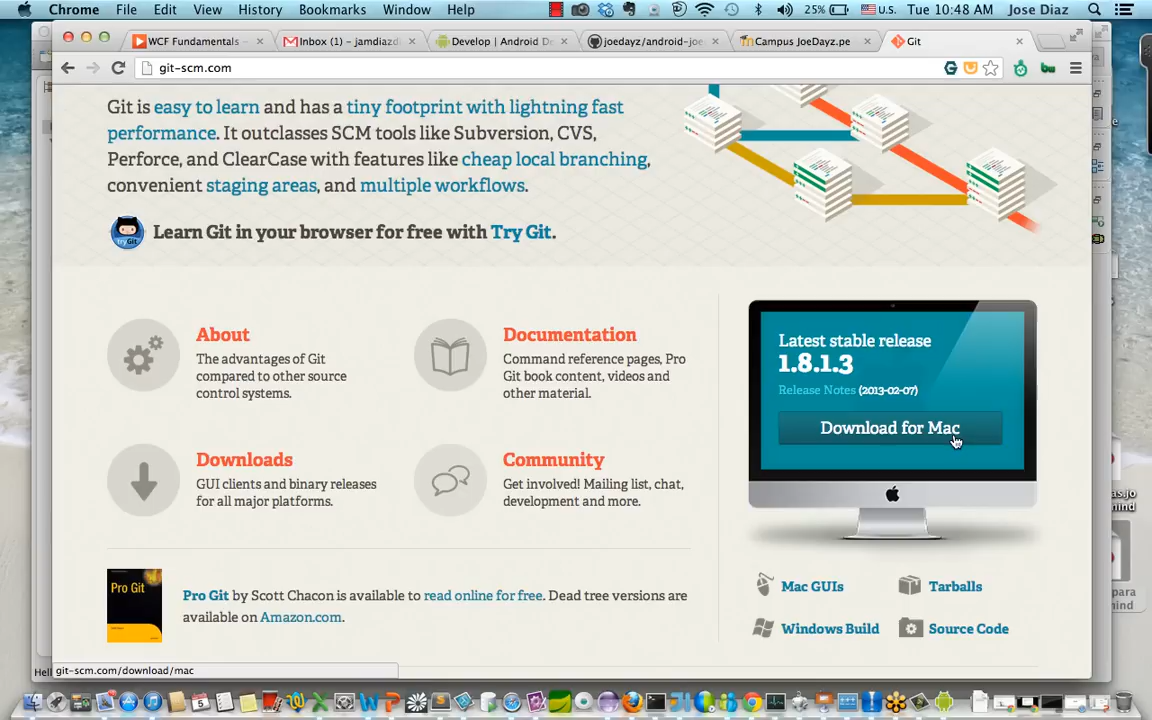 Chrome File Edit View History Bookmarks Window Help 25% U.S. Tue 10:48 AM Jose Diaz
WCF Fundamentals - Inbox (1) - jamdiazd Develop | Android De joedayz/android-joe Campus JoeDayz.pe Git
git-scm.com
Git is easy to learn and has a tiny footprint with lightning fast
performance. It outclasses SCM tools like Subversion, CVS,
Perforce, and ClearCase with features like cheap local branching,
convenient staging areas, and multiple workflows.
Try Git
Learn Git in your browser for free with Try Git.
About
The advantages of Git
compared to other source
control systems.
Documentation
Command reference pages, Pro
Git book content, videos and
other material.
Downloads
GUI clients and binary releases
for all major platforms.
Community
Get involved! Mailing list, chat,
development and more.
Pro Git
Pro Git by Scott Chacon is available to read online for free. Dead tree versions are
available on Amazon.com.
Latest stable release
1.8.1.3
Release Notes (2013-02-07)
Download for Mac
Mac GUIs
Tarballs
Windows Build
Source Code
as.jo
mind
para
mind
Hell
git-scm.com/download/mac